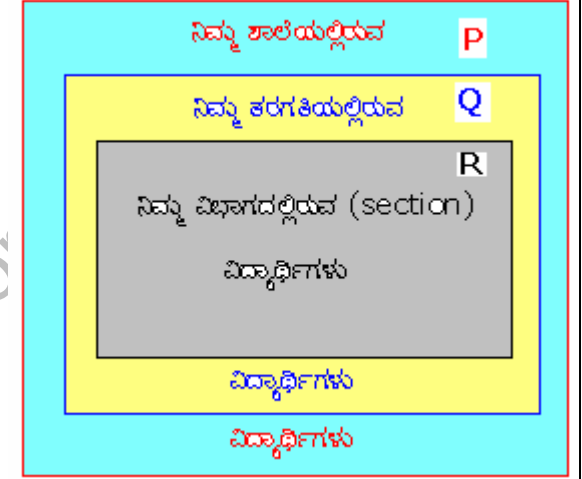 ನಿಮ್ಮ ಶಾಲೆಯಲ್ಲಿರುವ P
ನಿಮ್ಮ ತರಗತಿಯಲ್ಲಿರುವ Q
R
ನಿಮ್ಮ ವಿಭಾಗದಲ್ಲಿರುವ (section)
ವಿದ್ಯಾರ್ಥಿಗಳು
ವಿದ್ಯಾರ್ಥಿಗಳು
ವಿದ್ಯಾರ್ಥಿಗಳು